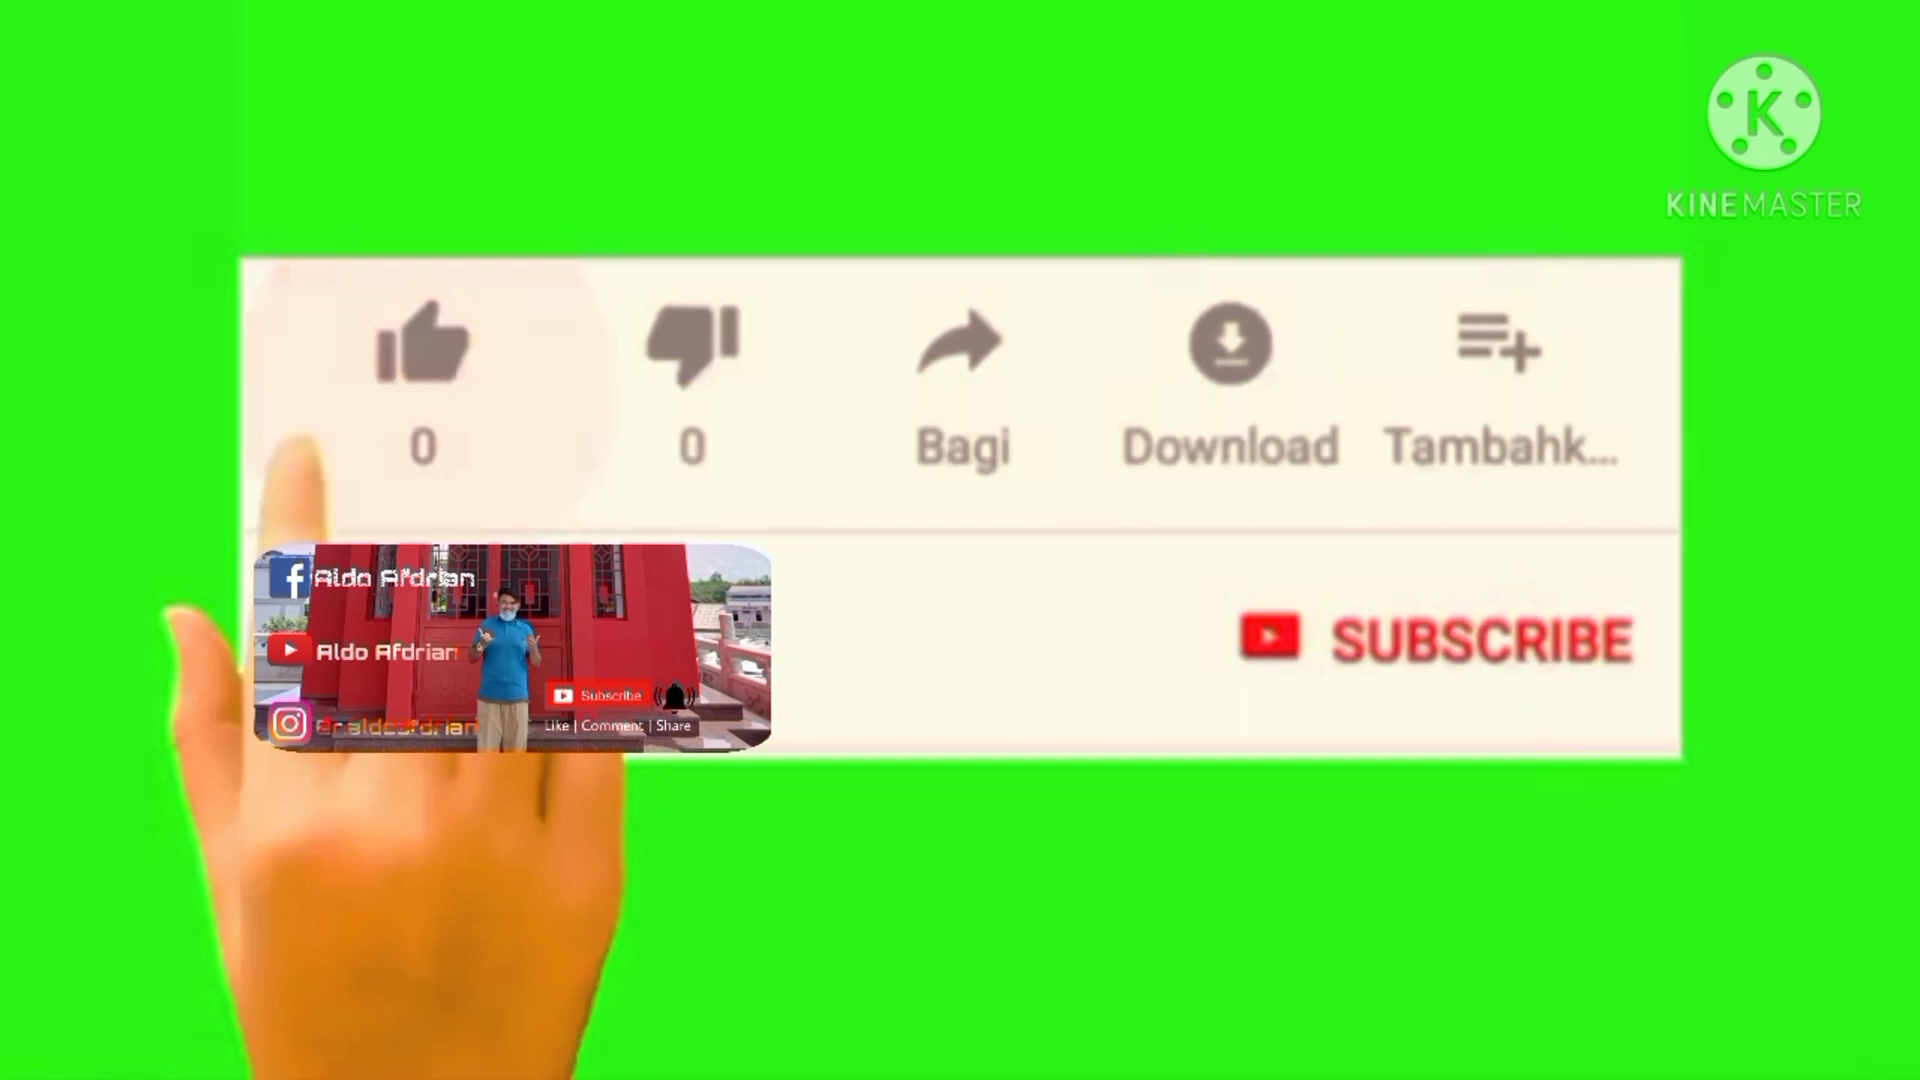 KINEMASTER
0
0
Bagi
Download
Tambahk...
Aldo Afdrian
Aldo Afdrian
Subscribe
Like | Comment | Share
SUBSCRIBE